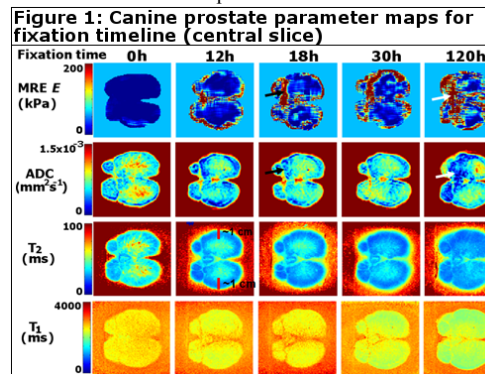 Figure 1: Canine prostate parameter maps for
fixation timeline (central slice)
Fixation time 0h 12h 18h 30h 120h
200
MRE E
(kPa)
0
1.5x10-3
ADC
(mm2s-1)
0
100
T2
(ms)
0
~1 cm
~1 cm
4000
T1
(ms)
0